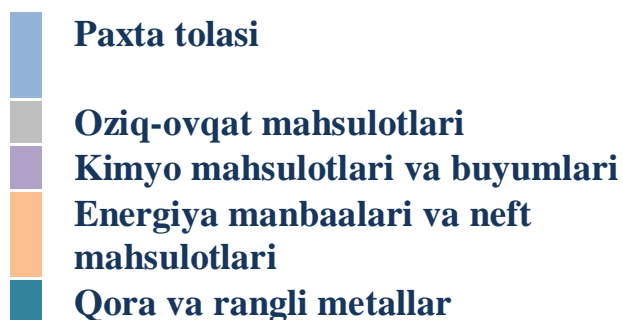 Paxta tolasi
Oziq-ovqat mahsulotlari
Kimyo mahsulotlari va buyumlari
Energiya manbaalari va neft
mahsulotlari
Qora va rangli metallar